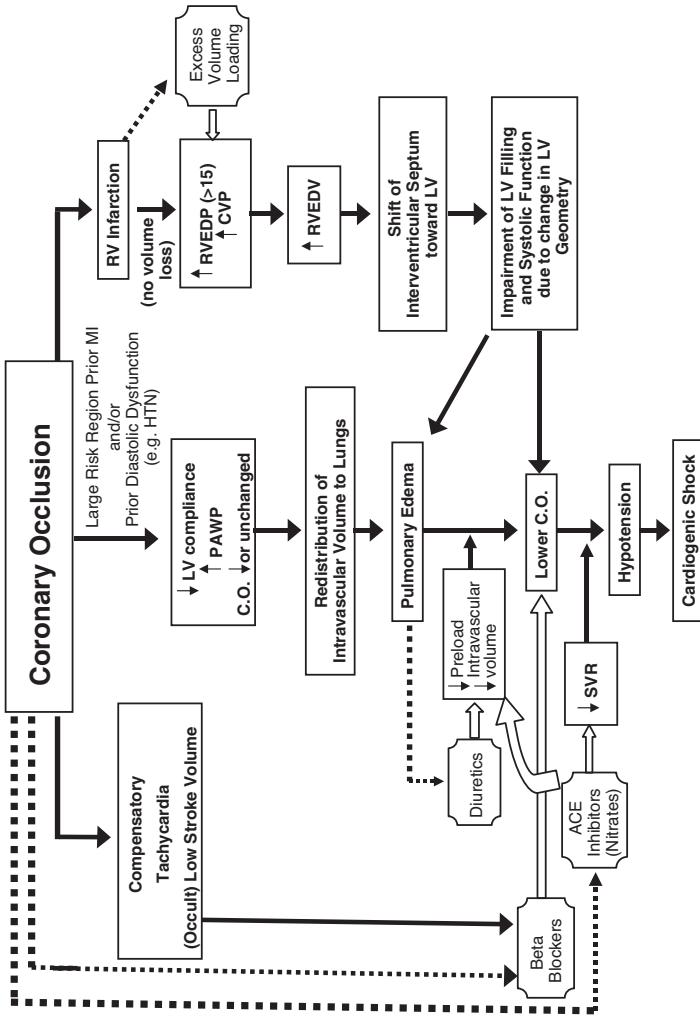 Coronary Occlusion
Large Risk Region Prior MI
and/or
Prior Diastolic Dysfunction
(e.g. HTN)
Compensatory
Tachycardia
(Occult) Low Stroke Volume
↓ LV compliance
↑ PAWP
C.O. ↓ or unchanged
Redistribution of
Intravascular Volume to Lungs
Pulmonary Edema
RV Infarction
(no volume
loss)
Excess
Volume
Loading
↑ RVEDP (>15)
↑ CVP
↑ RVEDV
Shift of
Interventricular Septum
toward LV
Impairment of LV Filling
and Systolic Function
due to change in LV
Geometry
Diuretics
↓ Preload
↓ Intravascular
volume
Lower C.O.
Beta
Blockers
ACE
Inhibitors
(Nitrates)
↓ SVR
Hypotension
Cardiogenic Shock